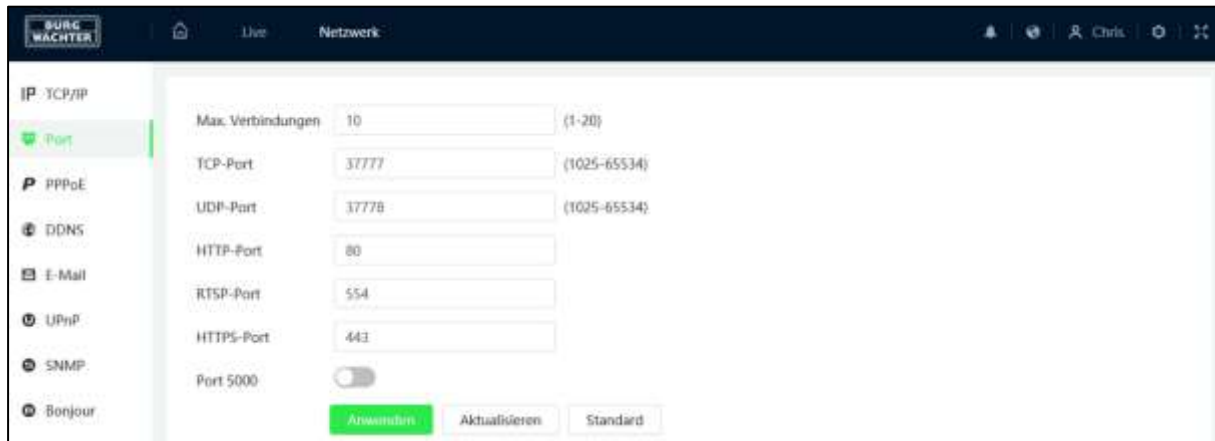 BURG
WÄCHTER
Live
Netzwerk
Chris
TCP/IP
Port
PPPoE
DDNS
E-Mail
UPnP
SNMP
Bonjour
Max. Verbindungen 10 (1-20)
TCP-Port 37777 (1025-65534)
UDP-Port 37778 (1025-65534)
HTTP-Port 80
RTSP-Port 554
HTTPS-Port 443
Port 5000
Anwenden
Aktualisieren
Standard